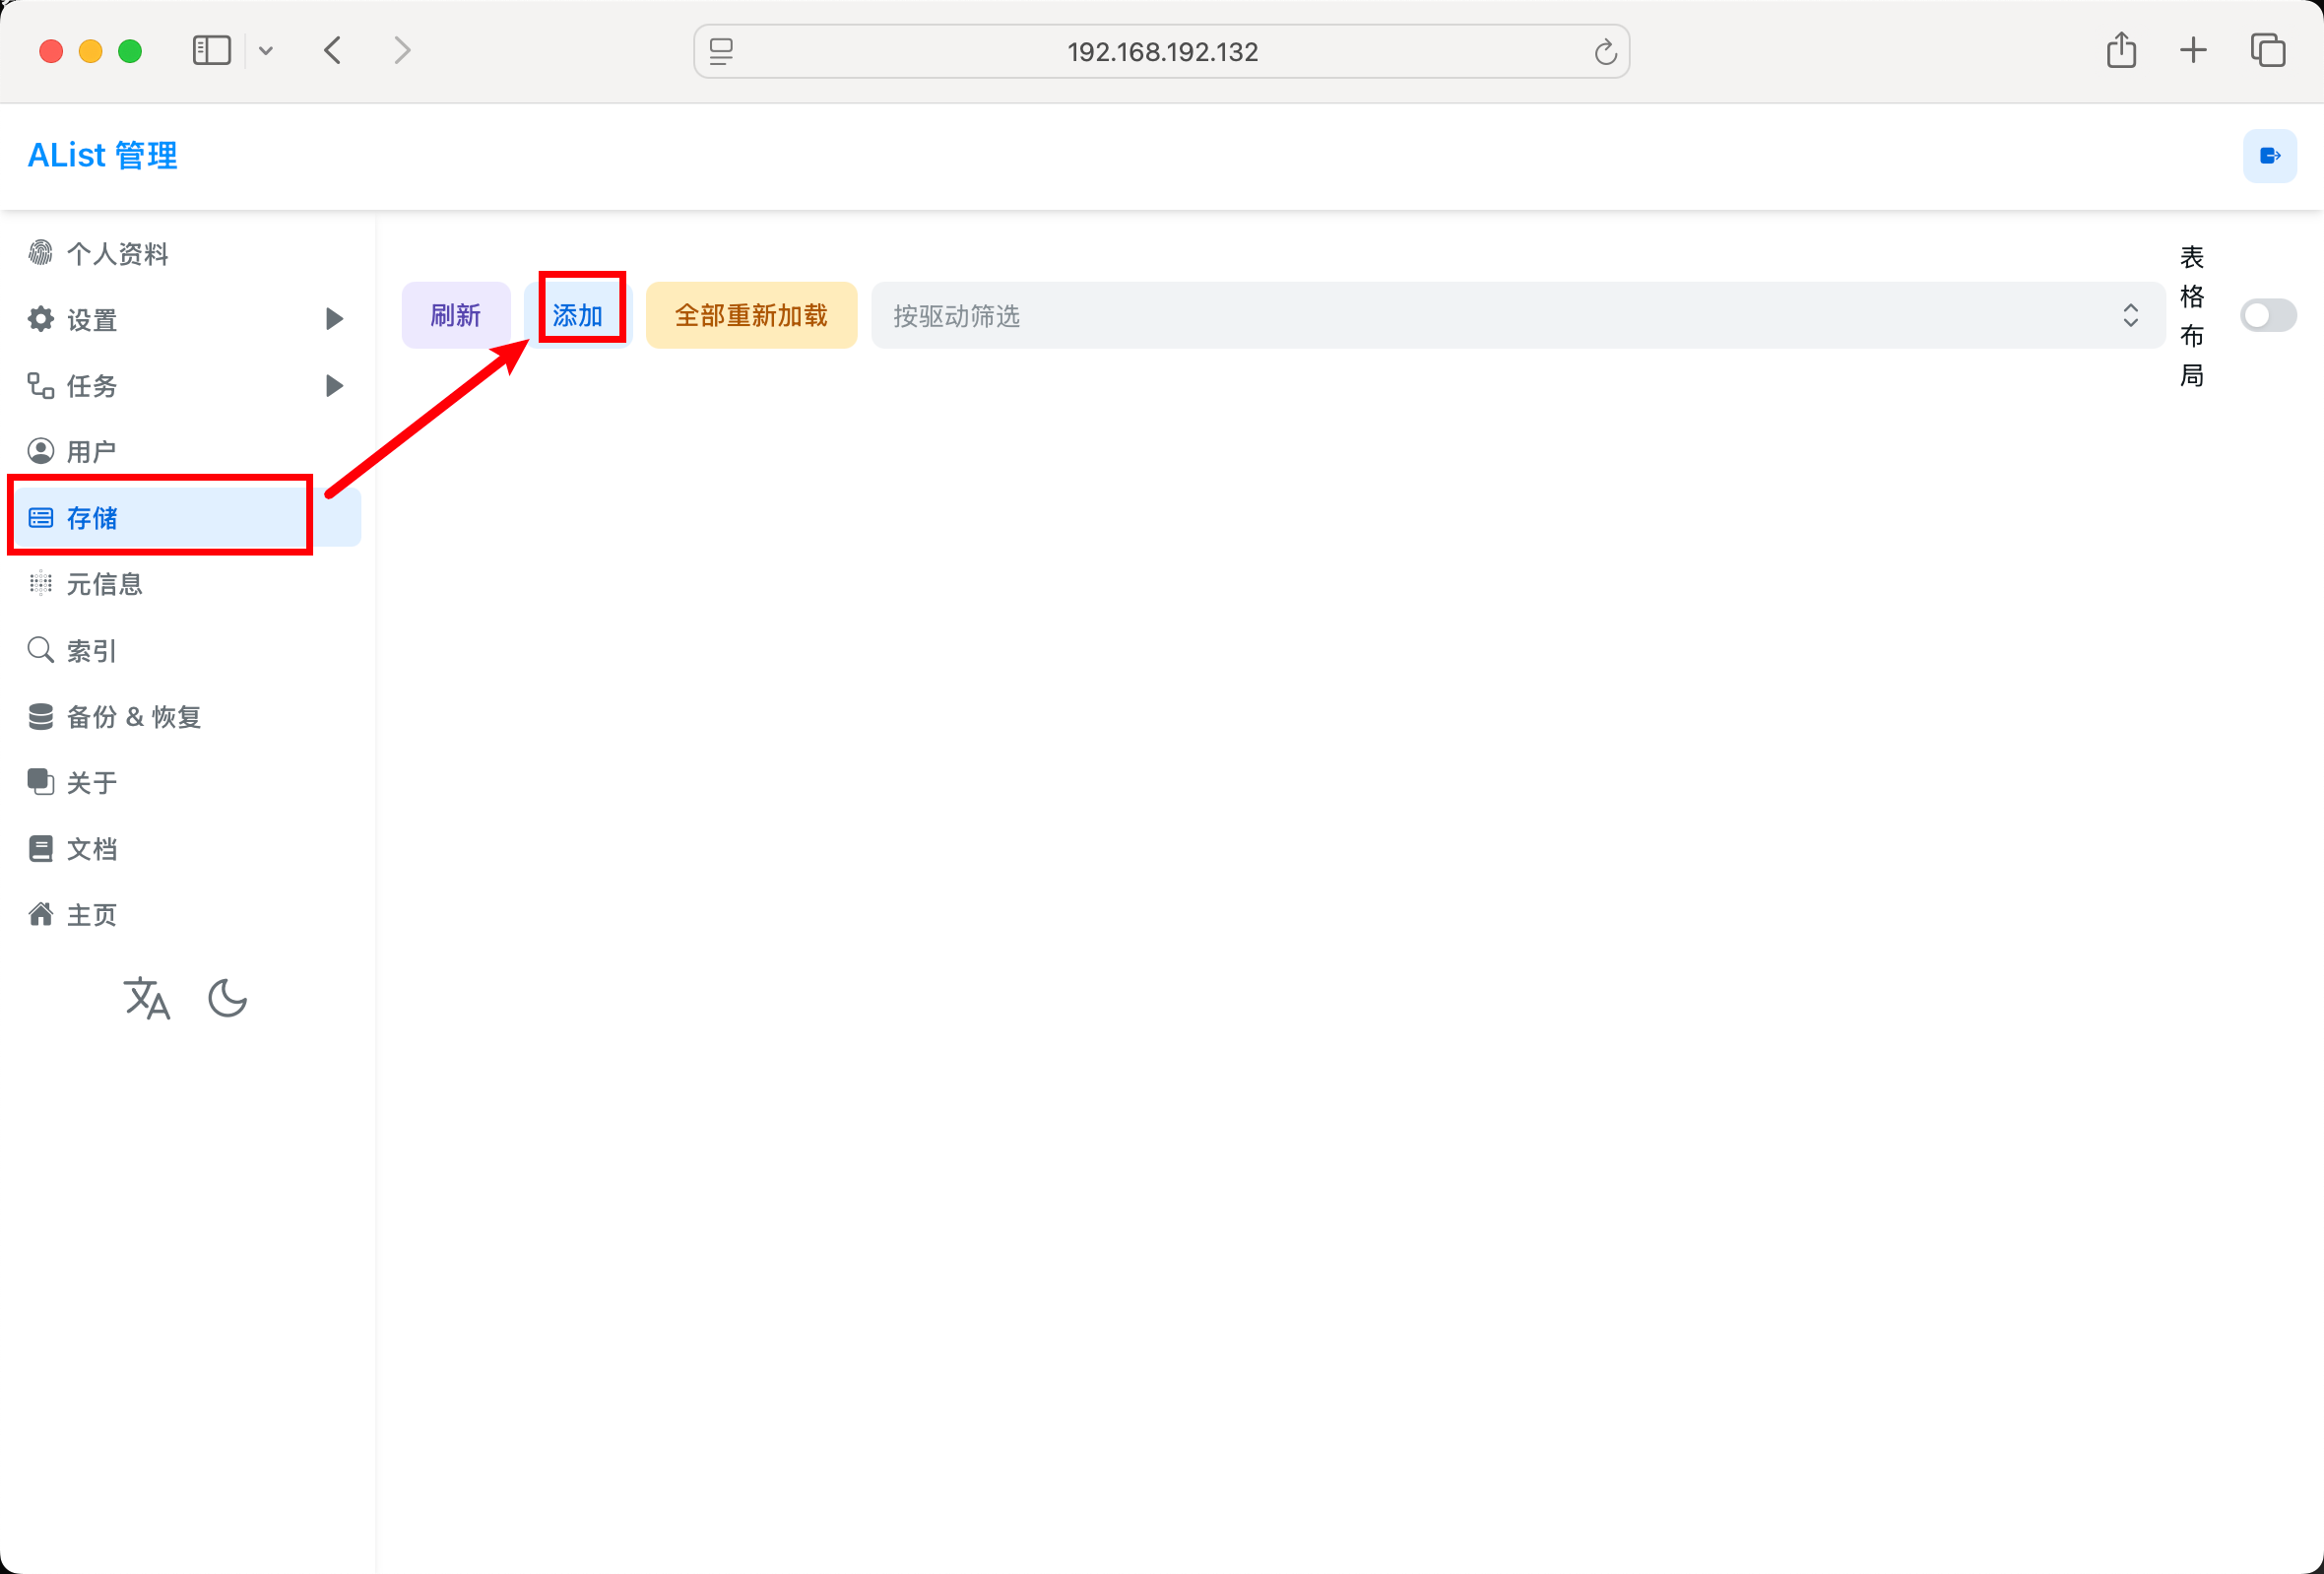 192.168.192.132
AList 管理
个人资料
设置
任务
用户
存储
元信息
索引
备份 & 恢复
关于
文档
主页
刷新
添加
全部重新加载
按驱动筛选
表
格
布
局